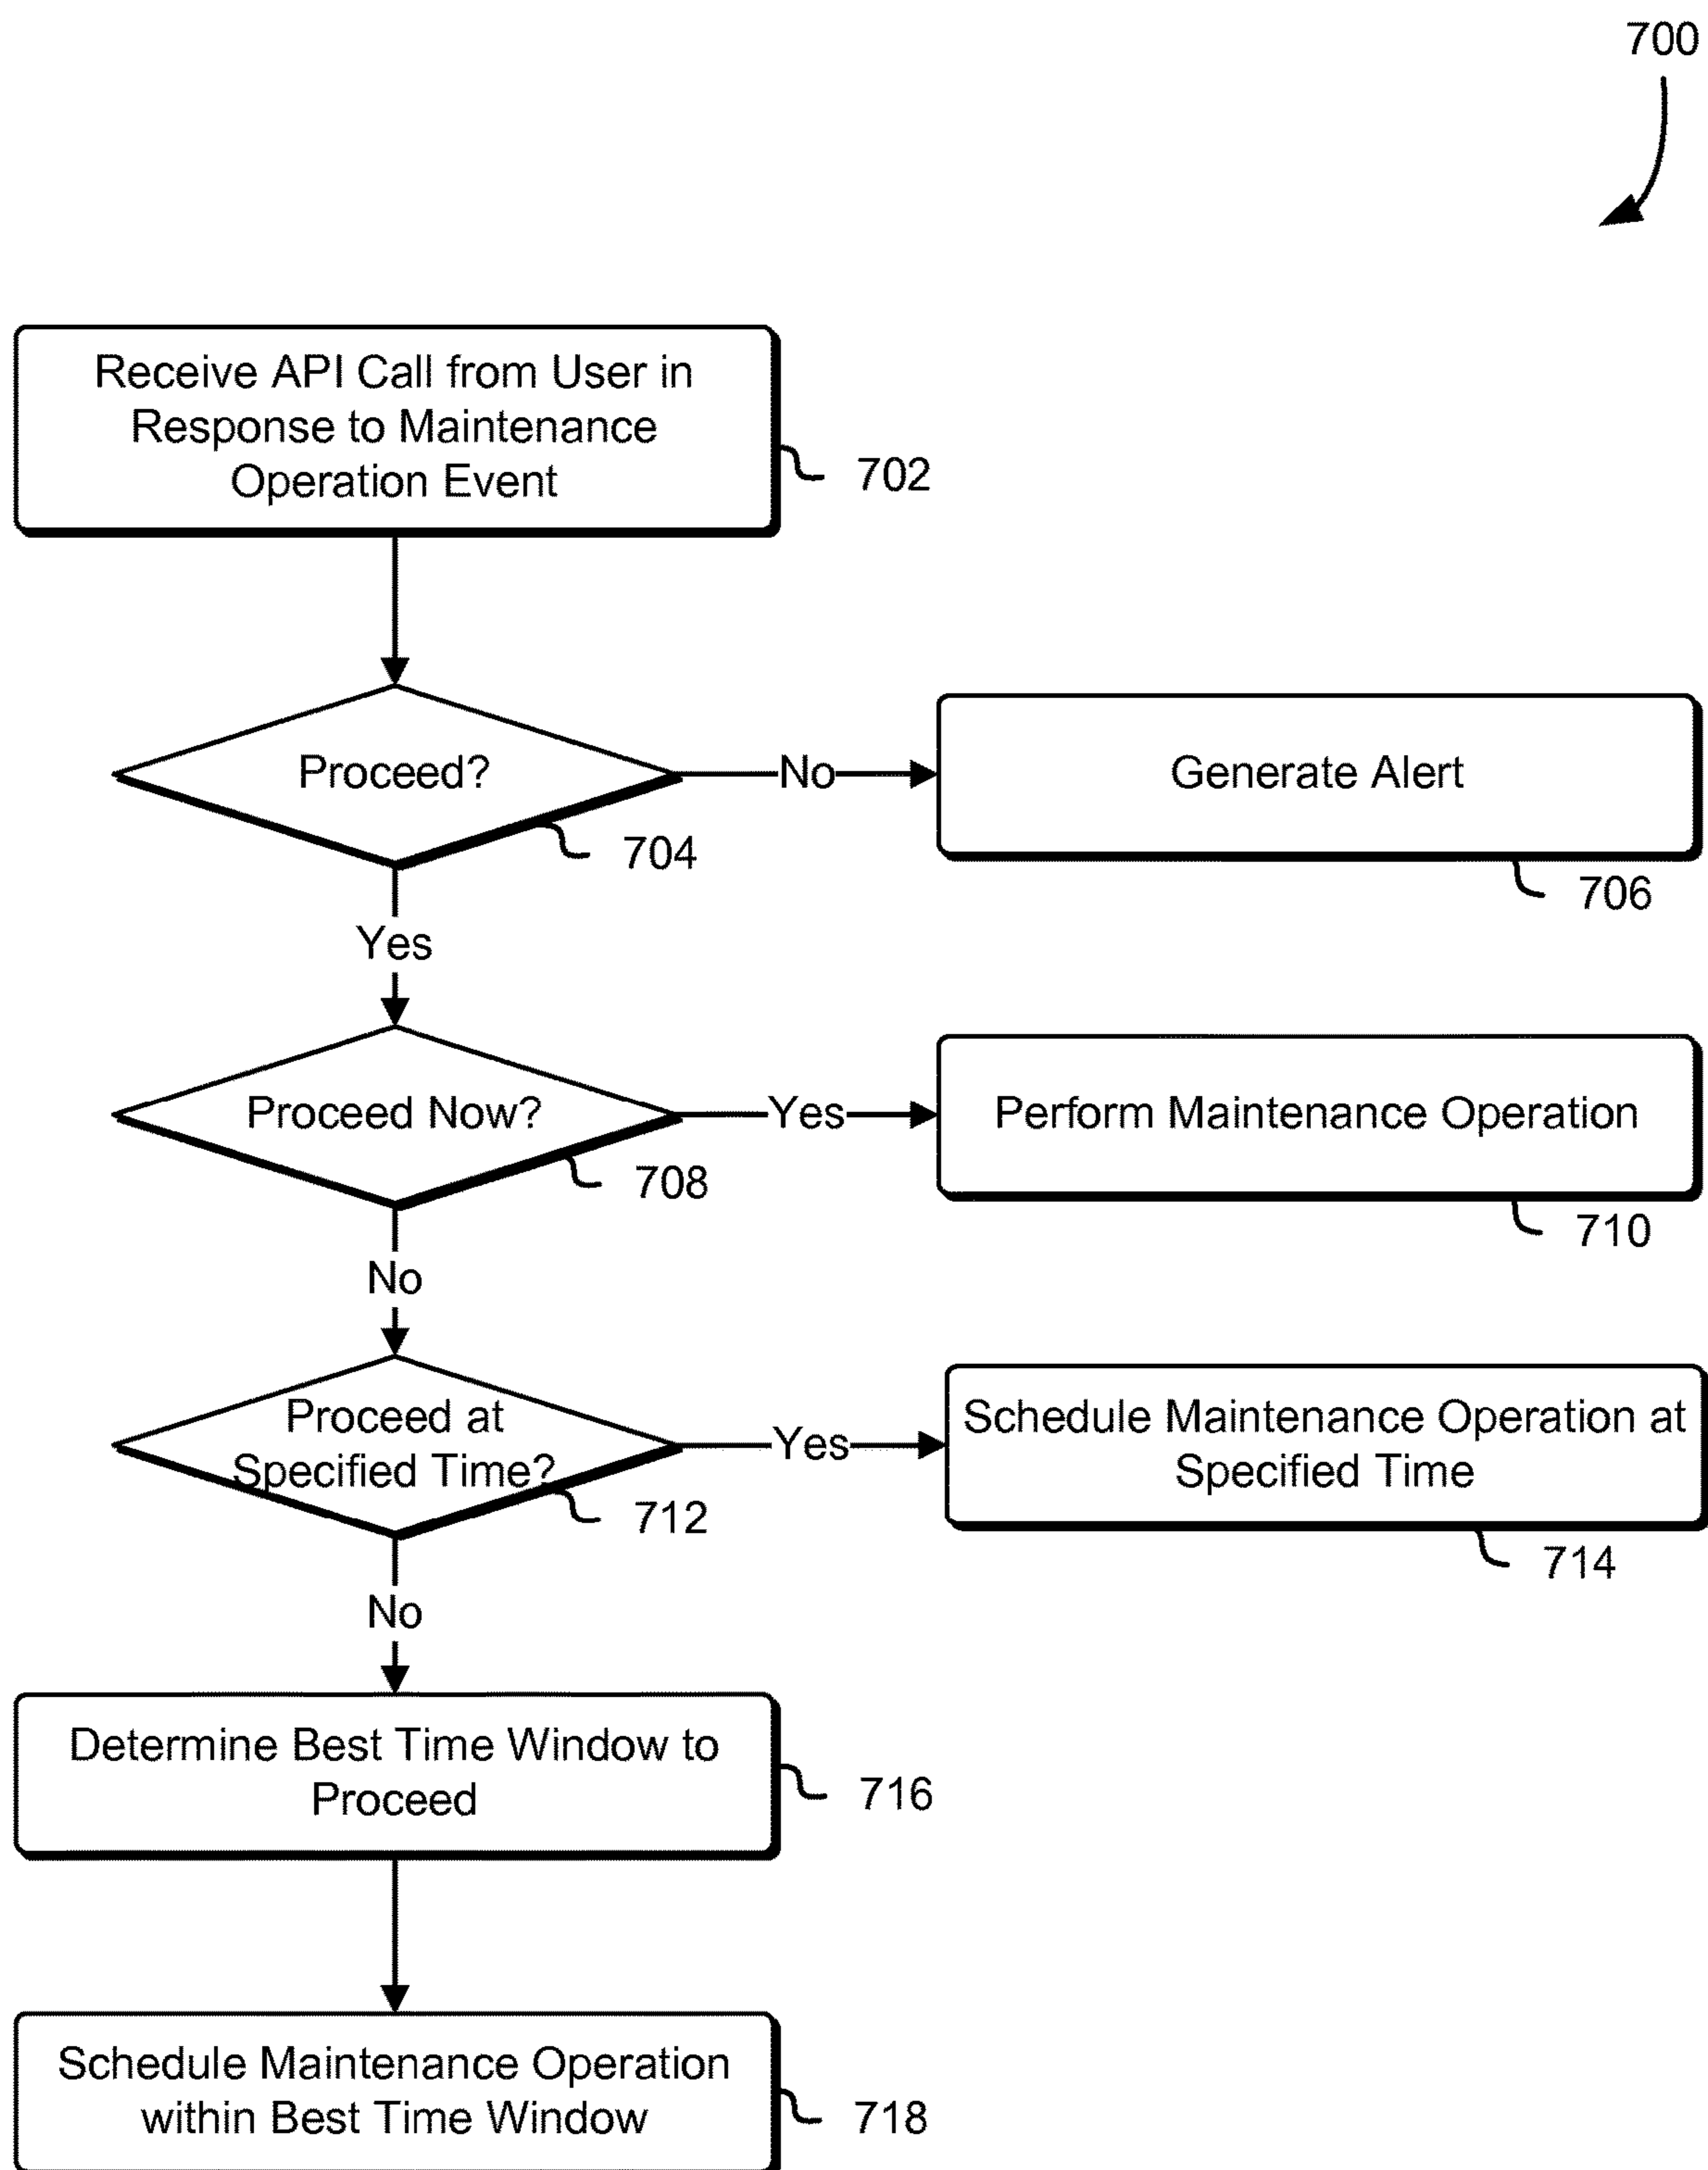 700
Receive API Call from User in
Response to Maintenance
Operation Event
702
Proceed?
No
Generate Alert
704
706
Yes
Proceed Now?
Yes
Perform Maintenance Operation
708
710
No
Proceed at
Specified Time?
Yes
Schedule Maintenance Operation at
Specified Time
712
714
No
Determine Best Time Window to
Proceed
716
Schedule Maintenance Operation
within Best Time Window
718